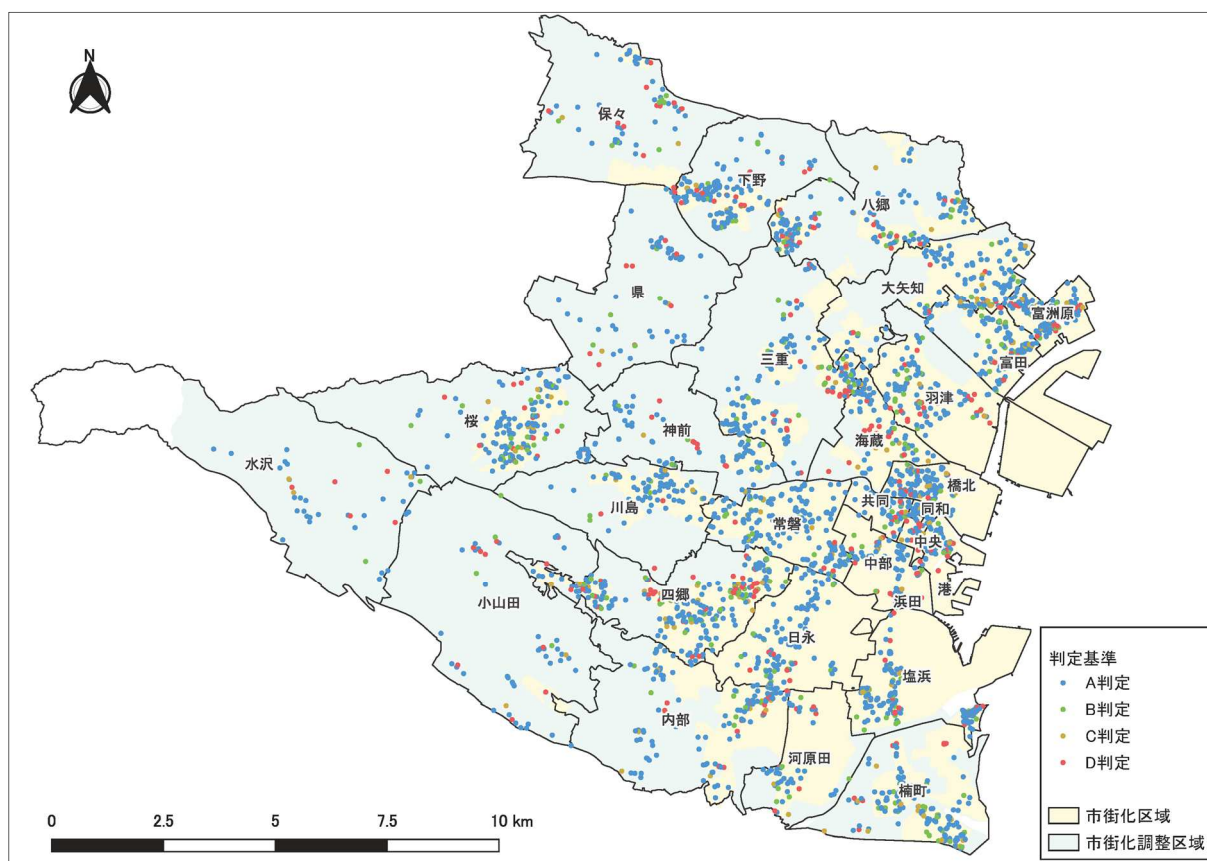 N
保々
下野
八郷
県
大矢知
富洲原
三重
富田
桜
羽津
神前
海蔵
水沢
橋北
川島
共同
同和
常磐
中央
中部
四郷
港
小山田
浜田
日永
塩浜
内部
河原田
楠町
0 2.5 5 7.5 10 km
判定基準
A判定
B判定
C判定
D判定
市街化区域
市街化調整区域